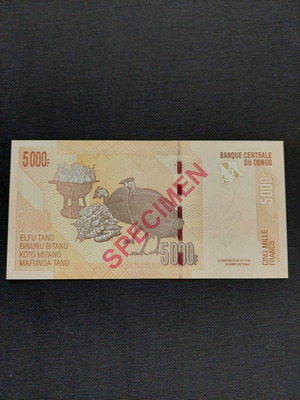 5000F
BANQUE CENTRALE
DU CONGO
SPECIMEN
ELFU TANO
BINUNU BITANU
KOTO MITANO
MAFUNDA TANU
5000F
5000F
CINQ MILLE
FRANCS